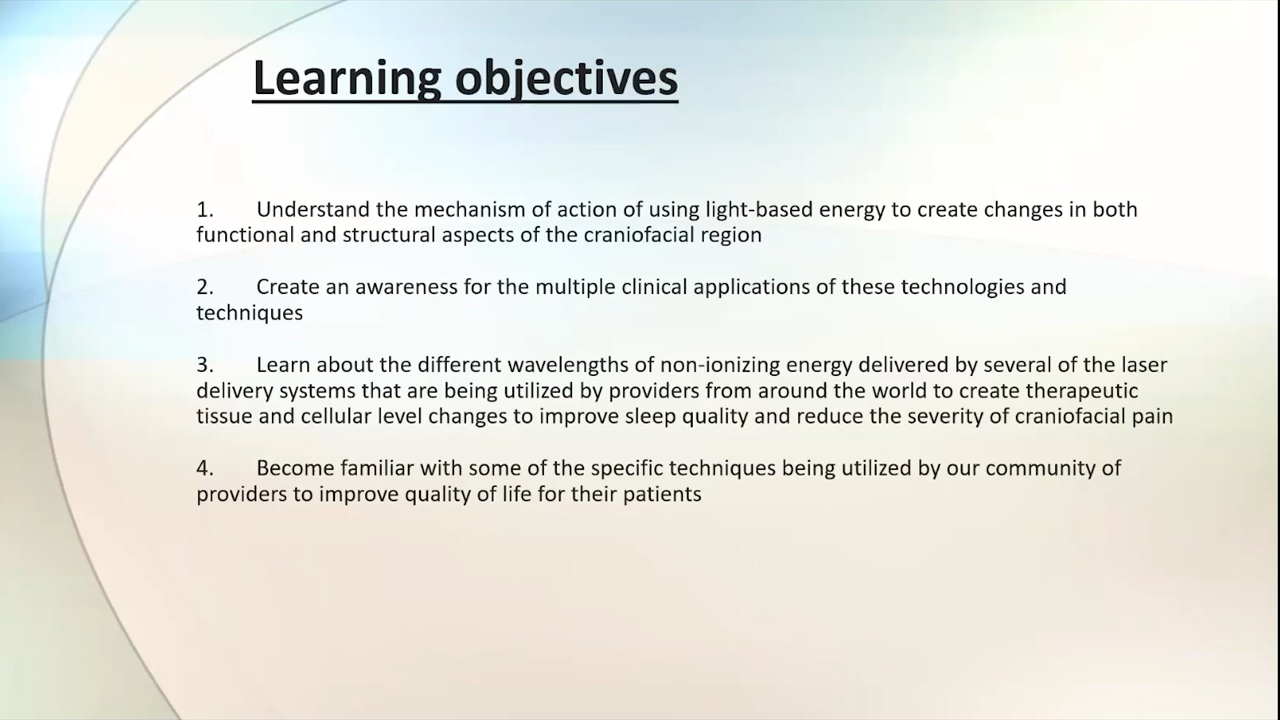 Learning objectives
1. Understand the mechanism of action of using light-based energy to create changes in both
functional and structural aspects of the craniofacial region
2. Create an awareness for the multiple clinical applications of these technologies and
techniques
3. Learn about the different wavelengths of non-ionizing energy delivered by several of the laser
delivery systems that are being utilized by providers from around the world to create therapeutic
tissue and cellular level changes to improve sleep quality and reduce the severity of craniofacial pain
4. Become familiar with some of the specific techniques being utilized by our community of
providers to improve quality of life for their patients